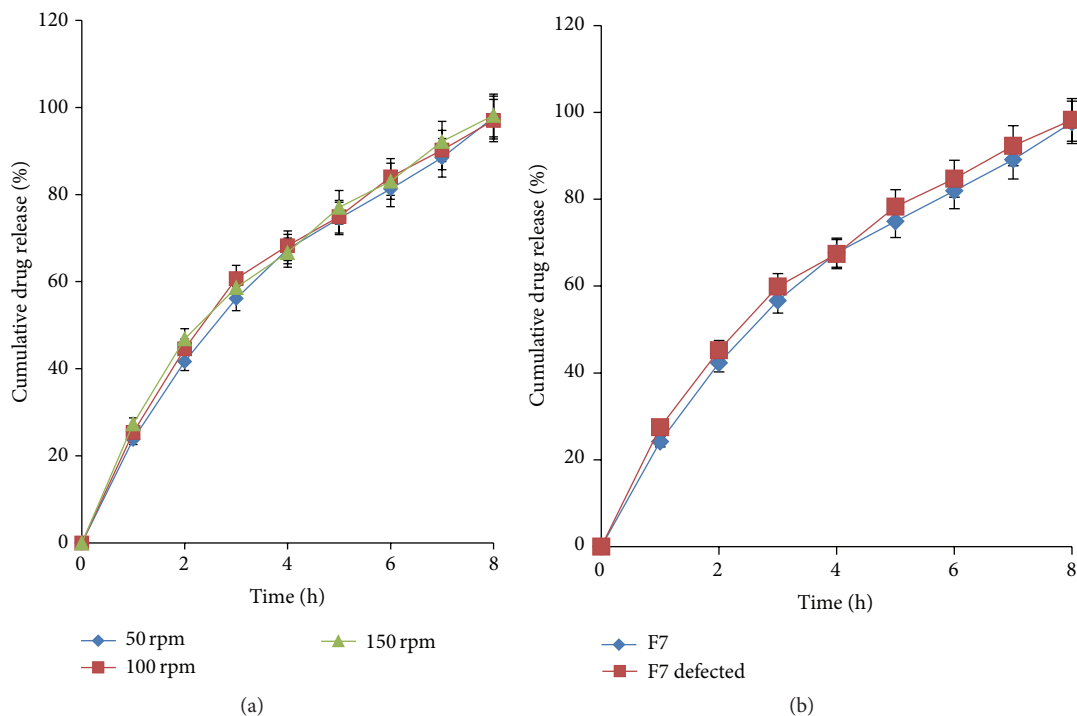 120
100
80
60
40
20
0
Cumulative drug release (%)
0 2 4 6 8
Time (h)
50 rpm
100 rpm
150 rpm
(a)
120
100
80
60
40
20
0
Cumulative drug release (%)
0 2 4 6 8
Time (h)
F7
F7 defected
(b)